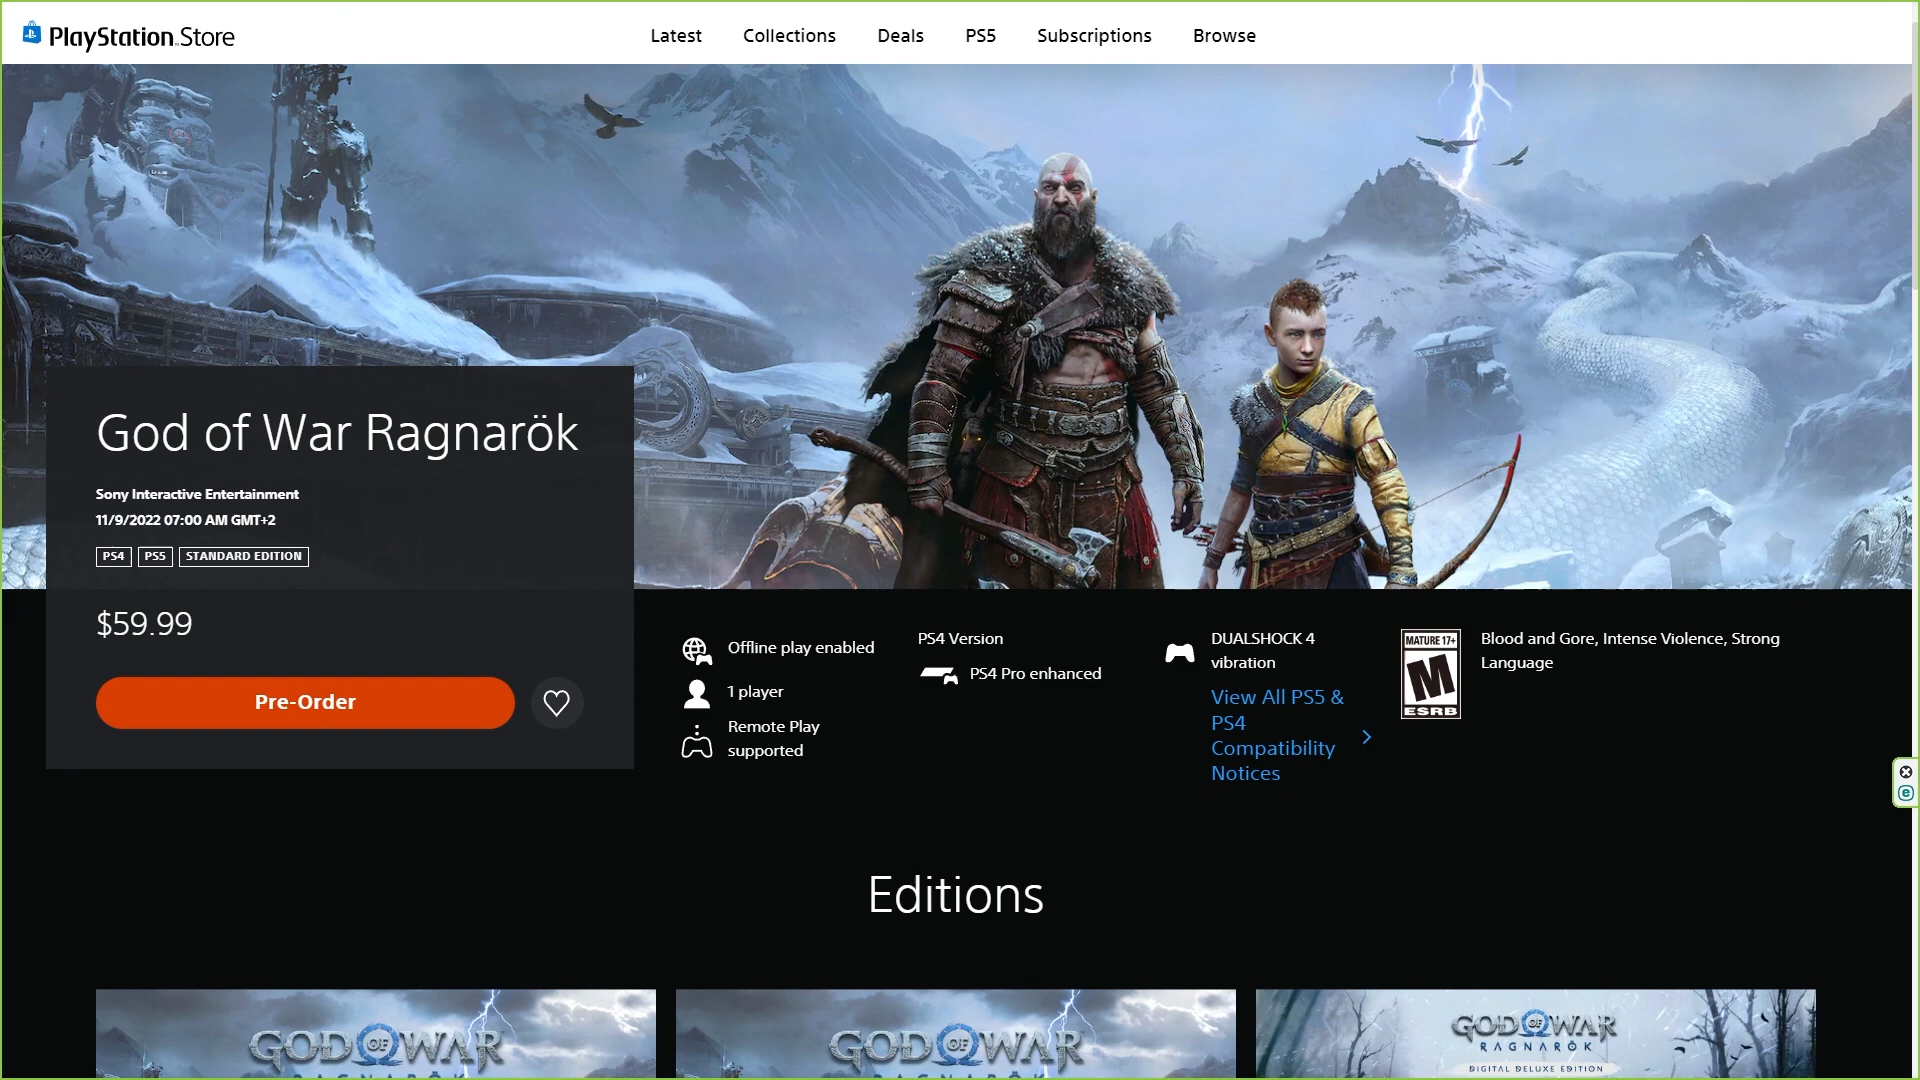 PlayStation Store
Latest
Collections
Deals
PS5
Subscriptions
Browse
God of War Ragnarök
Sony Interactive Entertainment
11/9/2022 07:00 AM GMT+2
PS4
PS5
STANDARD EDITION
$59.99
Pre-Order
Offline play enabled
1 player
Remote Play
supported
PS4 Version
PS4 Pro enhanced
DUALSHOCK 4
vibration
View All PS5 &
PS4
Compatibility
Notices
MATURE 17+
M
ESRB
Blood and Gore, Intense Violence, Strong
Language
Editions
GOD OF WAR
RAGNARÖK
GOD OF WAR
RAGNARÖK
GOD OF WAR
RAGNARÖK
DIGITAL DELUXE EDITION